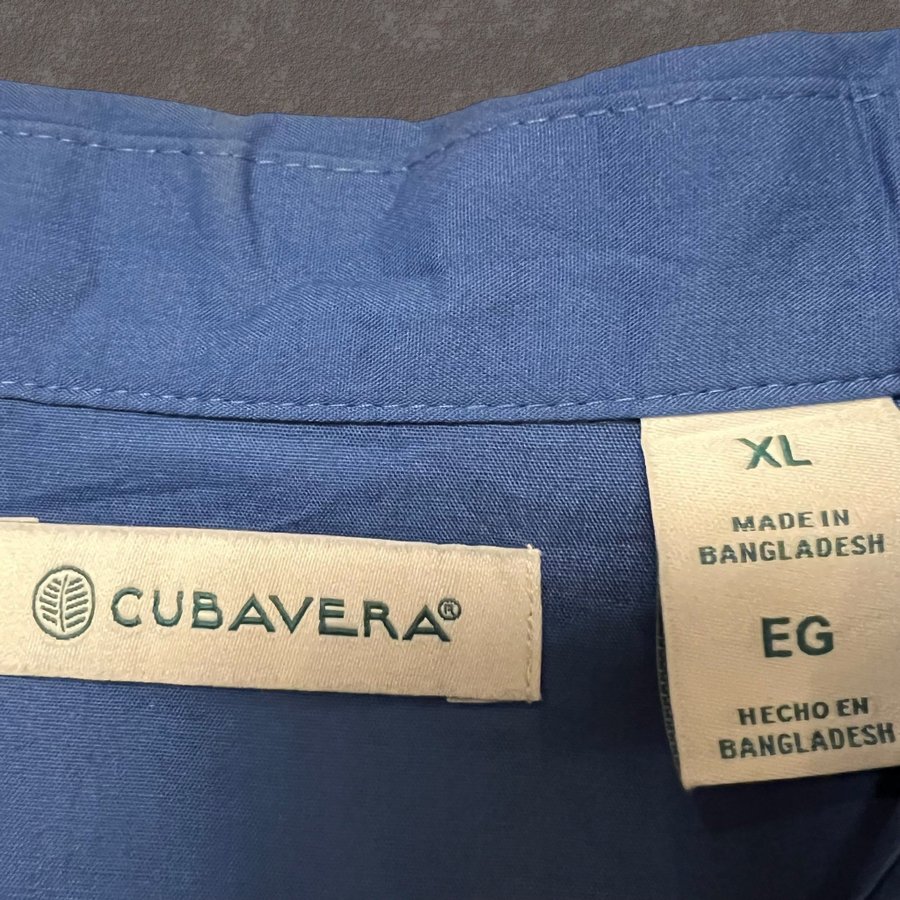 CUBAVERA®
XL
MADE IN
BANGLADESH
EG
HECHO EN
BANGLADESH